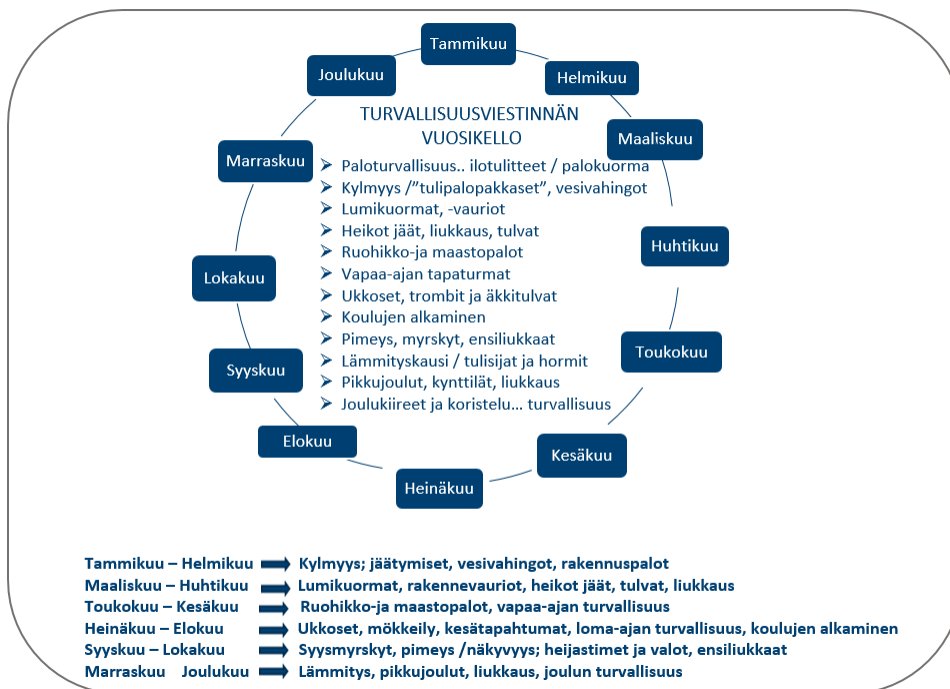 Tammikuu
Helmikuu
Maaliskuu
Huhtikuu
Toukokuu
Kesäkuu
Heinäkuu
Elokuu
Syyskuu
Lokakuu
Marraskuu
Joulukuu
TURVALLISUUSVIESTINNÄN
VUOSIKELLO
➢ Paloturvallisuus.. ilotulitteet / palokuorma
➢ Kylmyys /”tulipalopakkaset”, vesivahingot
➢ Lumikuormat, -vauriot
➢ Heikot jäät, liukkaus, tulvat
➢ Ruohikko-ja maastopalot
➢ Vapaa-ajan tapaturmat
➢ Ukkoset, trombit ja äkkitulvat
➢ Koulujen alkaminen
➢ Pimeys, myrskyt, ensiliukkaat
➢ Lämmityskausi / tulisijat ja hormit
➢ Pikkujoulut, kynttilät, liukkaus
➢ Joulukiireet ja koristelu... turvallisuus
Tammikuu – Helmikuu ➡ Kylmyys; jäätymiset, vesivahingot, rakennuspalot
Maaliskuu – Huhtikuu ➡ Lumikuormat, rakennevauriot, heikot jäät, tulvat, liukkaus
Toukokuu – Kesäkuu ➡ Ruohikko-ja maastopalot, vapaa-ajan turvallisuus
Heinäkuu – Elokuu ➡ Ukkoset, mökkeily, kesätapahtumat, loma-ajan turvallisuus, koulujen alkaminen
Syyskuu – Lokakuu ➡ Syysmyrskyt, pimeys /näkyvyys; heijastimet ja valot, ensiliukkaat
Marraskuu Joulukuu ➡ Lämmitys, pikkujoulut, liukkaus, joulun turvallisuus